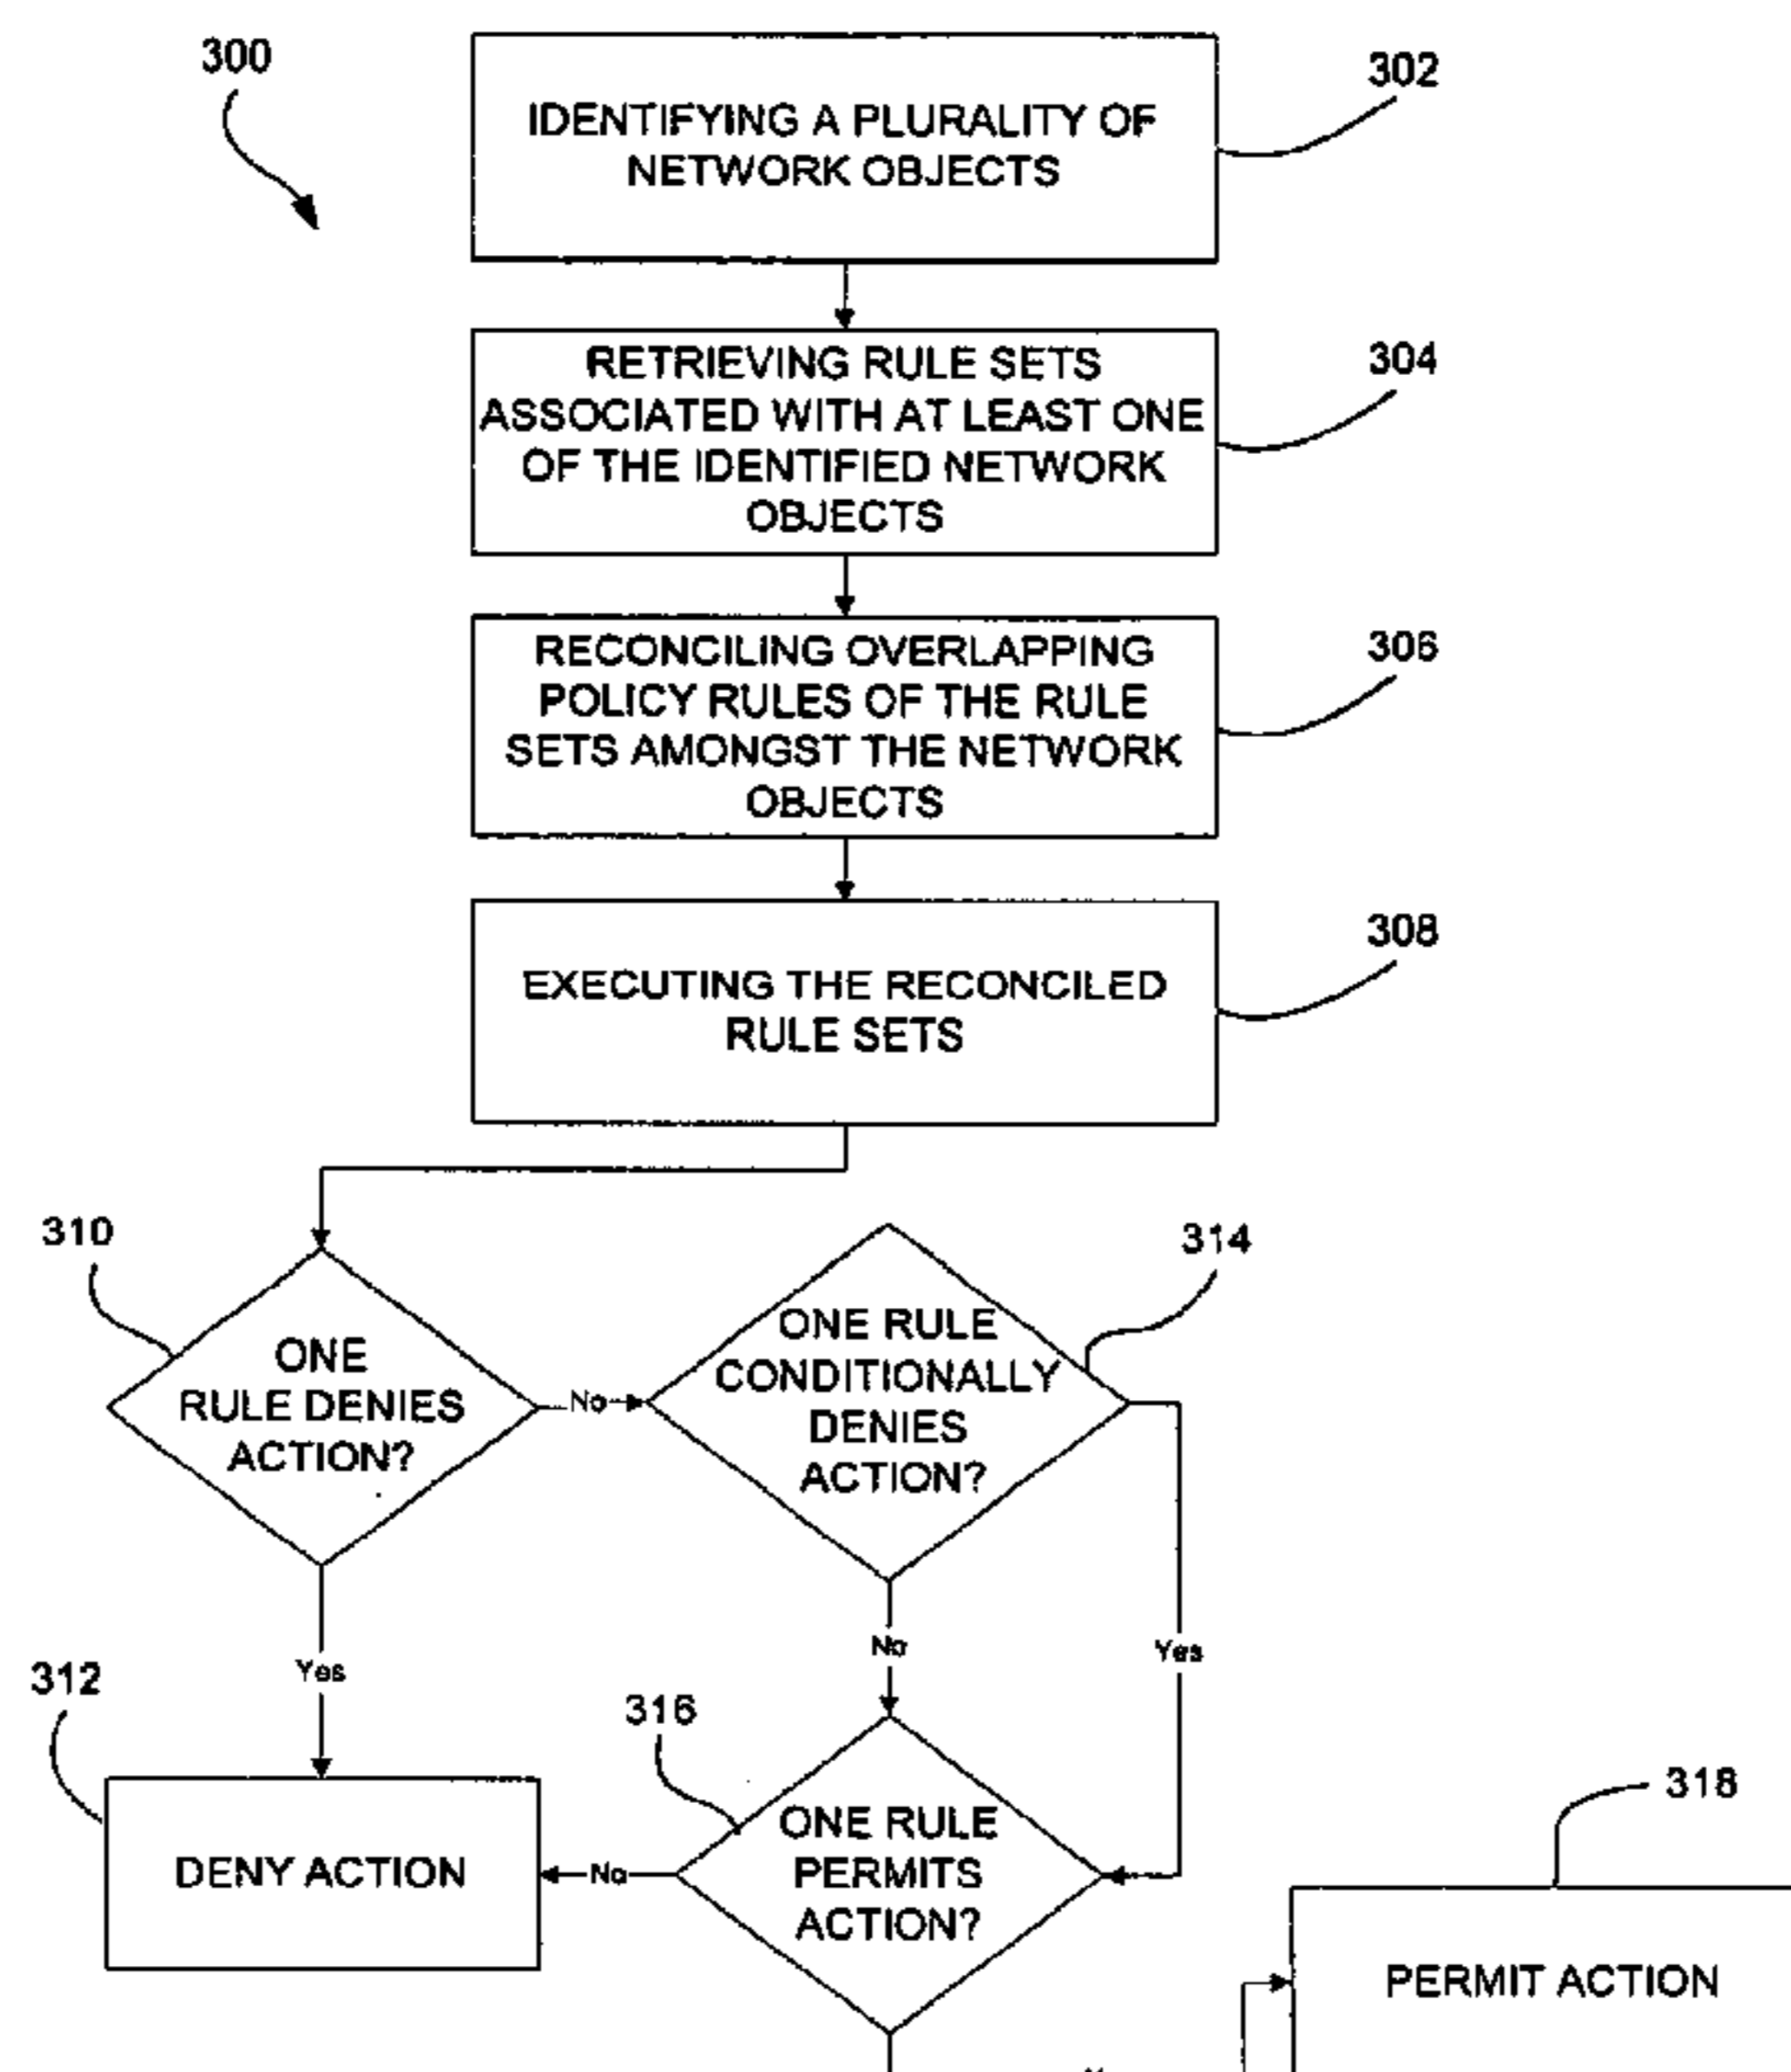 300
302
IDENTIFYING A PLURALITY OF
NETWORK OBJECTS
304
RETRIEVING RULE SETS
ASSOCIATED WITH AT LEAST ONE
OF THE IDENTIFIED NETWORK
OBJECTS
306
RECONCILING OVERLAPPING
POLICY RULES OF THE RULE
SETS AMONGST THE NETWORK
OBJECTS
308
EXECUTING THE RECONCILED
RULE SETS
310
ONE
RULE DENIES
ACTION?
No
314
ONE RULE
CONDITIONALLY
DENIES
ACTION?
Yes
No
Yes
312
DENY ACTION
No
316
ONE RULE
PERMITS
ACTION?
318
PERMIT ACTION